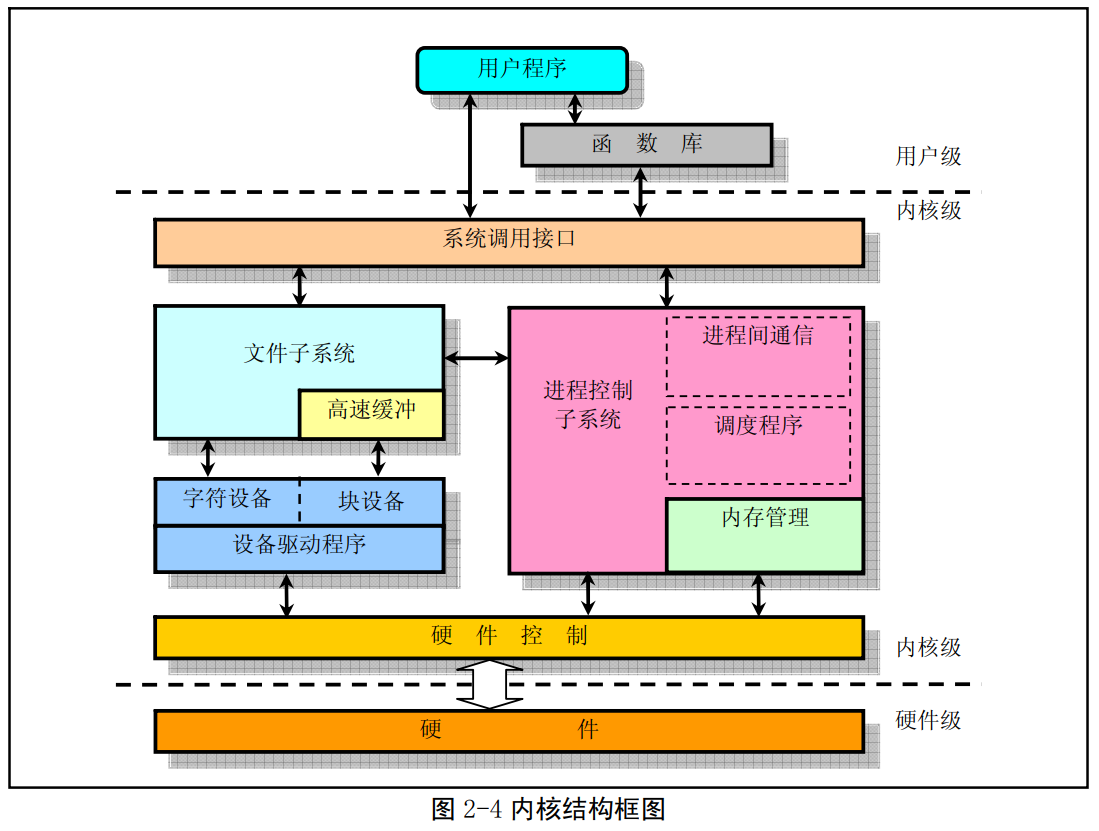 用户程序
函 数 库
用户级
内核级
系统调用接口
文件子系统
高速缓冲
进程控制
子系统
进程间通信
调度程序
内存管理
字符设备
块设备
设备驱动程序
硬 件 控 制
内核级
硬件级
硬 件
图 2-4 内核结构框图